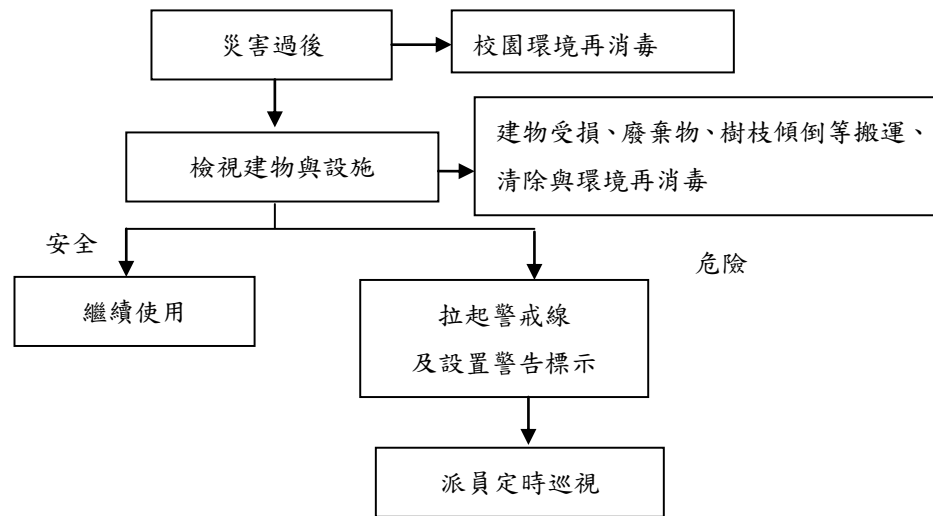 災害過後
校園環境再消毒
檢視建物與設施
建物受損、廢棄物、樹枝傾倒等搬運、
清除與環境再消毒
安全
危險
繼續使用
拉起警戒線
及設置警告標示
派員定時巡視